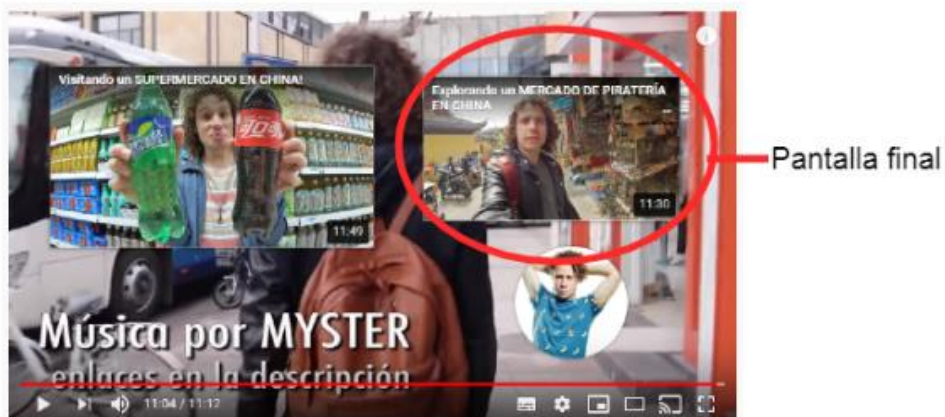 Visitando un SUPERMERCADO EN CHINA!
Explorando un MERCADO DE PIRATERÍA
EN CHINA
11:49
11:30
Pantalla final
Música por MYSTER
enlaces en la descripción
11:04 / 11:12